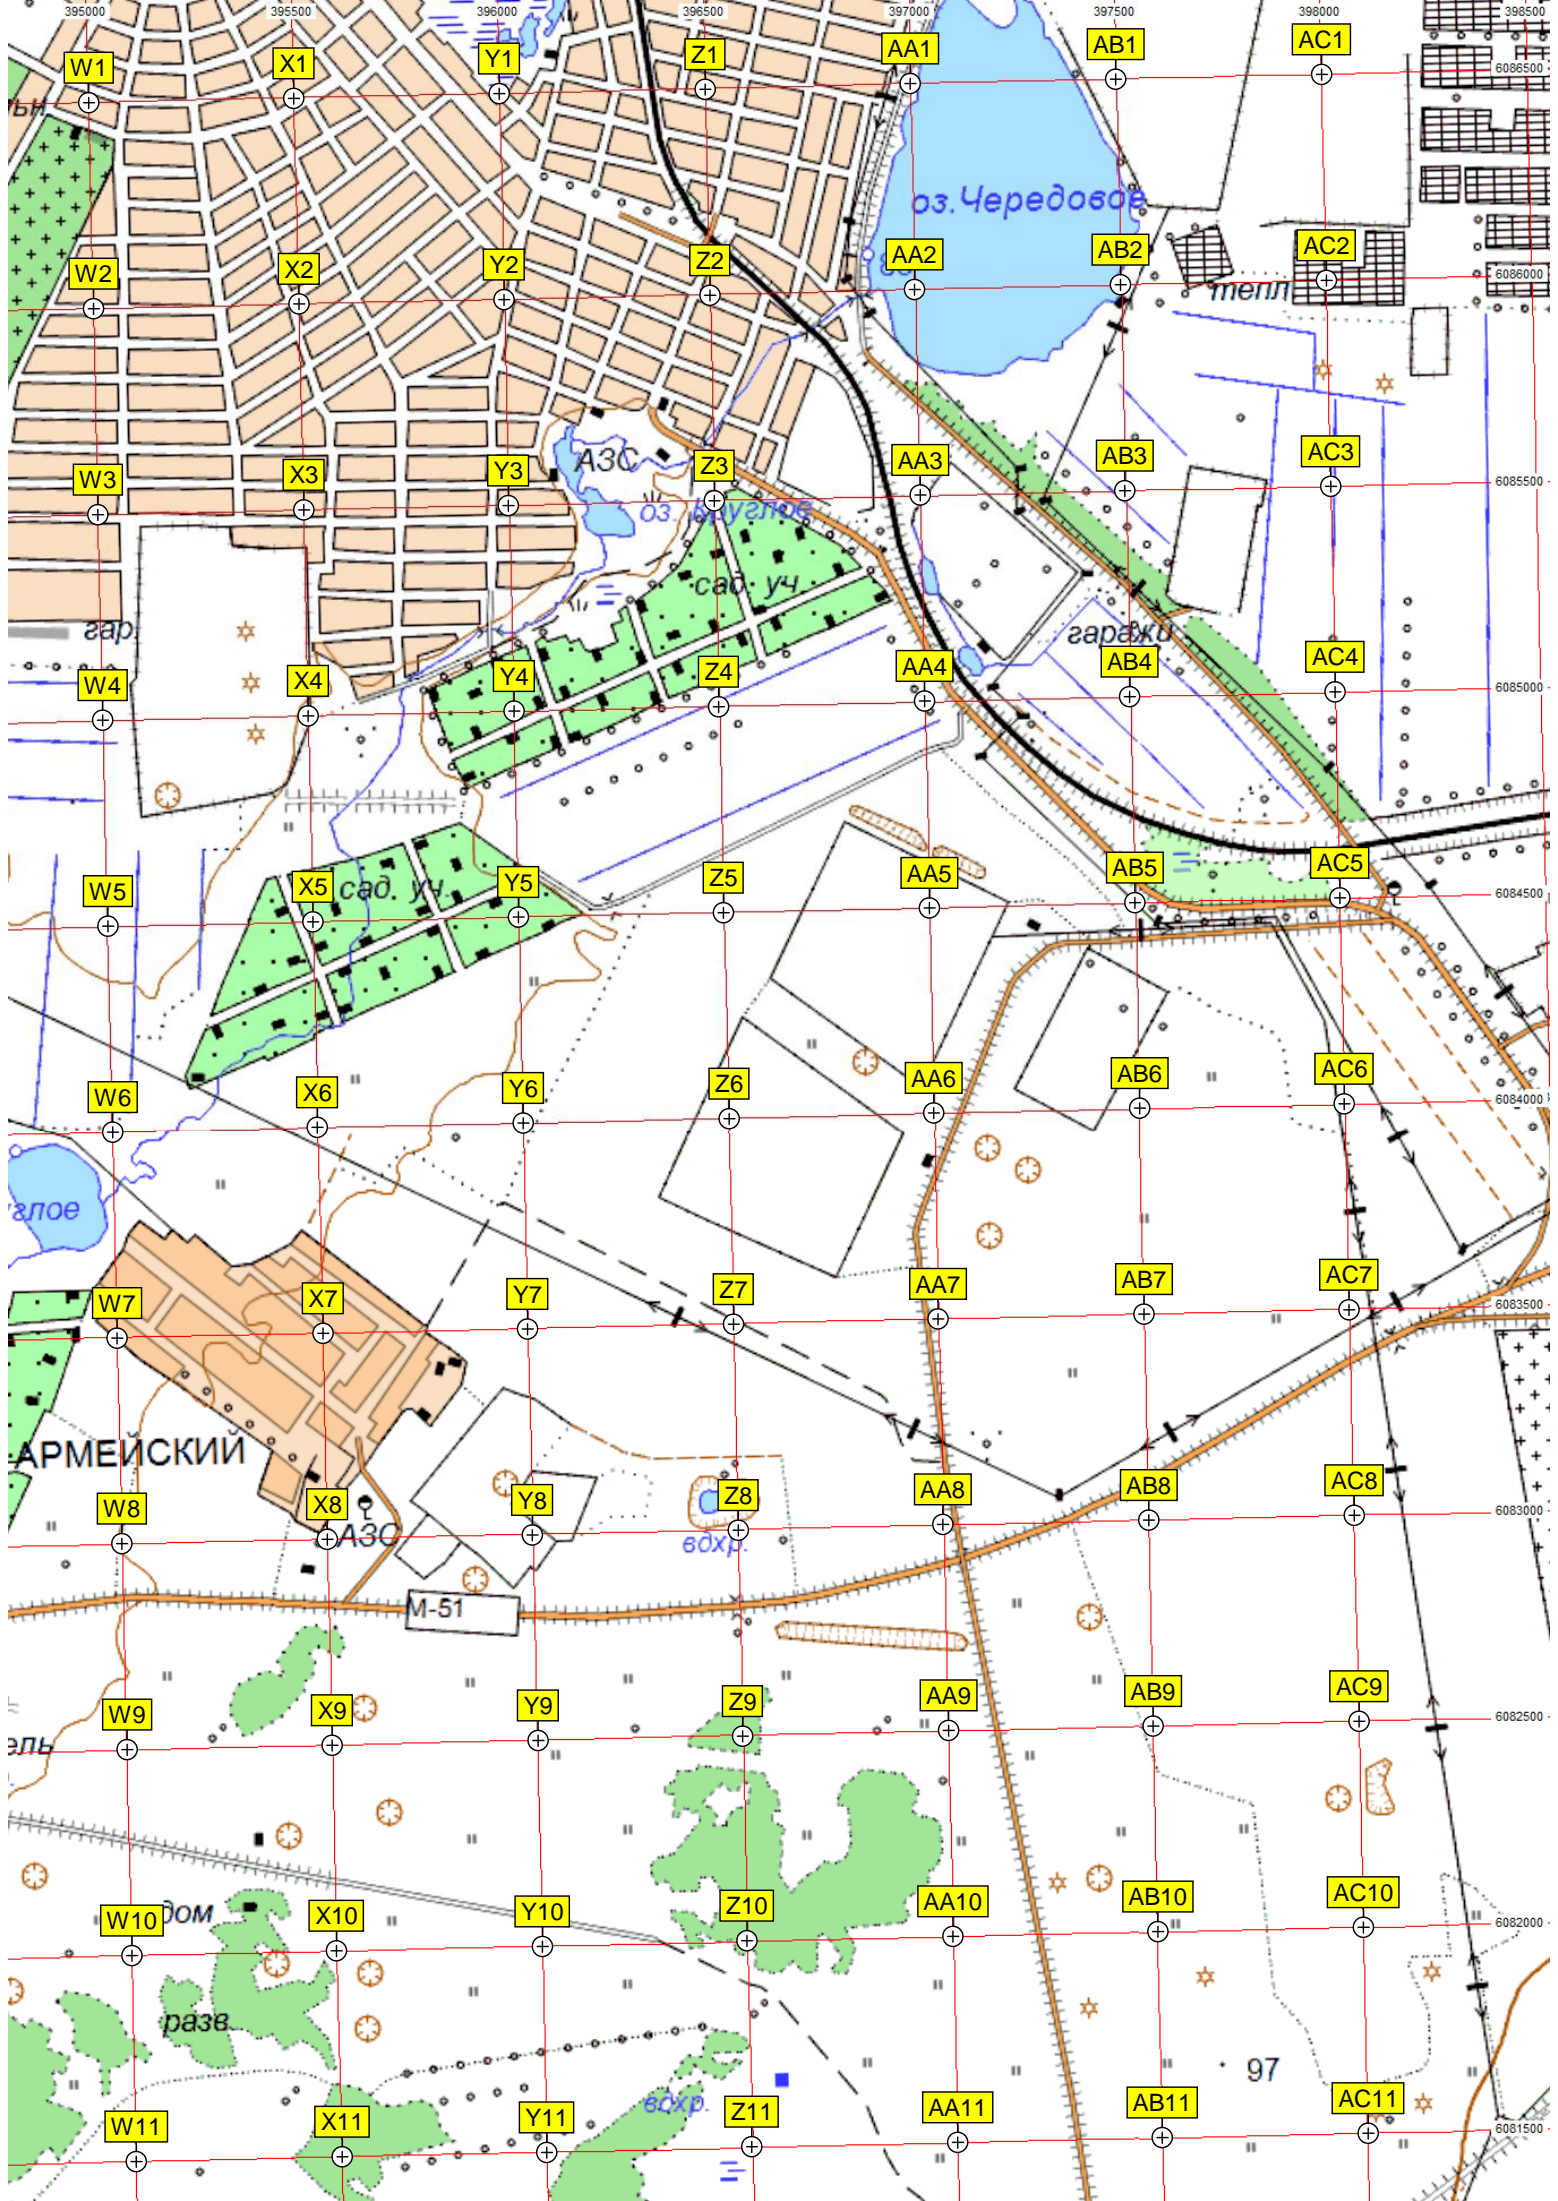 395000 395500 396000 396500 397000 397500 398000 398500
W1 X1 Y1 Z1 AA1 AB1 AC1
6086500
оз.Чередовое
W2 X2 Y2 Z2 AA2 AB2 AC2
6086000
тепл
АЗС
W3 X3 Y3 Z3 AA3 AB3 AC3
6085500
оз. Круглое
сад. уч.
гар.
гаражи
W4 X4 Y4 Z4 AA4 AB4 AC4
6085000
сад. уч.
W5 X5 Y5 Z5 AA5 AB5 AC5
6084500
W6 X6 Y6 Z6 AA6 AB6 AC6
6084000
углое
W7 X7 Y7 Z7 AA7 AB7 AC7
6083500
АРМЕЙСКИЙ
W8 X8 Y8 Z8 AA8 AB8 AC8
6083000
АЗС
вдхр.
М-51
W9 X9 Y9 Z9 AA9 AB9 AC9
6082500
ель
W10 X10 Y10 Z10 AA10 AB10 AC10
дом
6082000
разв.
97
вдхр.
W11 X11 Y11 Z11 AA11 AB11 AC11
6081500